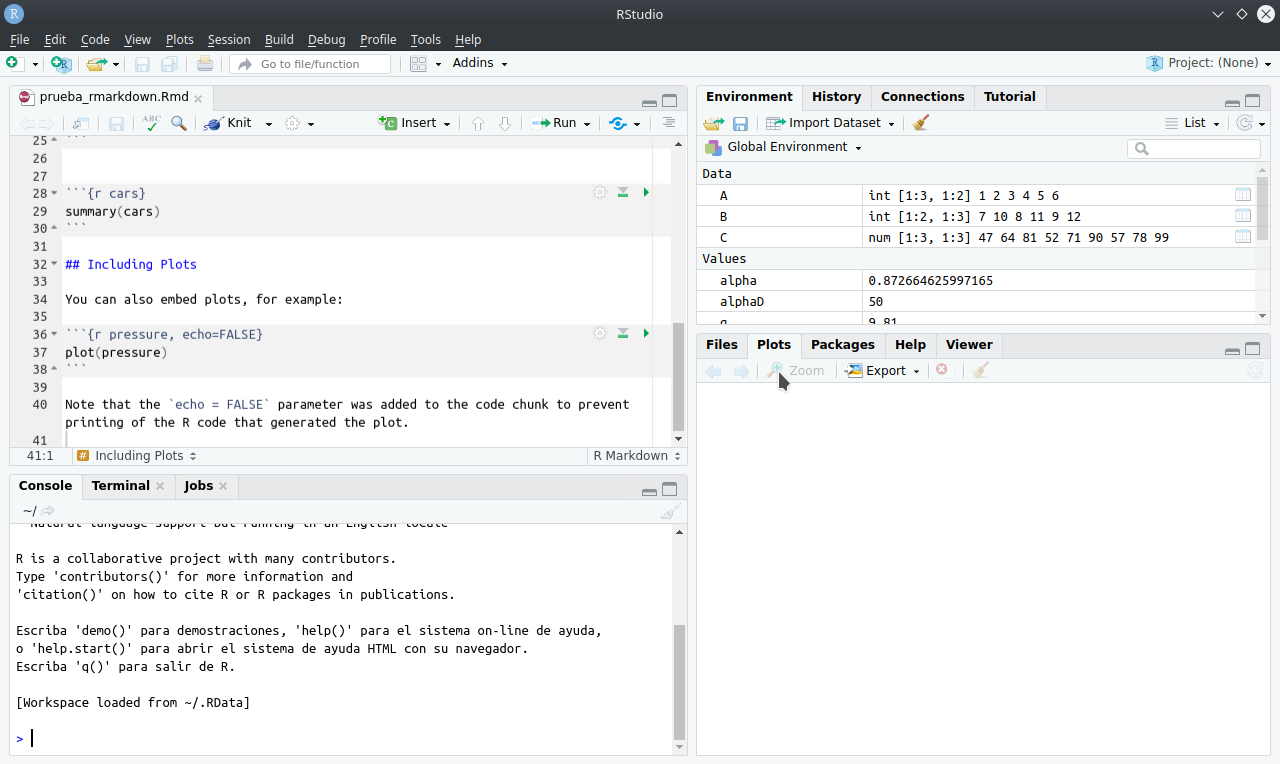 RStudio
File Edit Code View Plots Session Build Debug Profile Tools Help
Go to file/function Addins Project: (None)
prueba_rmarkdown.Rmd
ABC Knit Insert Run
25 ```
26
27
28 ```{r cars}
29 summary(cars)
30 ```
31
32 ## Including Plots
33
34 You can also embed plots, for example:
35
36 ```{r pressure, echo=FALSE}
37 plot(pressure)
38 ```
39
40 Note that the `echo = FALSE` parameter was added to the code chunk to prevent
printing of the R code that generated the plot.
41
41:1 # Including Plots R Markdown
Console Terminal Jobs
~/
Natural language support but running in an English locale
R is a collaborative project with many contributors.
Type 'contributors()' for more information and
'citation()' on how to cite R or R packages in publications.
Escriba 'demo()' para demostraciones, 'help()' para el sistema on-line de ayuda,
o 'help.start()' para abrir el sistema de ayuda HTML con su navegador.
Escriba 'q()' para salir de R.
[Workspace loaded from ~/.RData]
>
Environment History Connections Tutorial
Import Dataset List
Global Environment
Data
A int [1:3, 1:2] 1 2 3 4 5 6
B int [1:2, 1:3] 7 10 8 11 9 12
C num [1:3, 1:3] 47 64 81 52 71 90 57 78 99
Values
alpha 0.872664625997165
alphaD 50
g 9.81
Files Plots Packages Help Viewer
Zoom Export